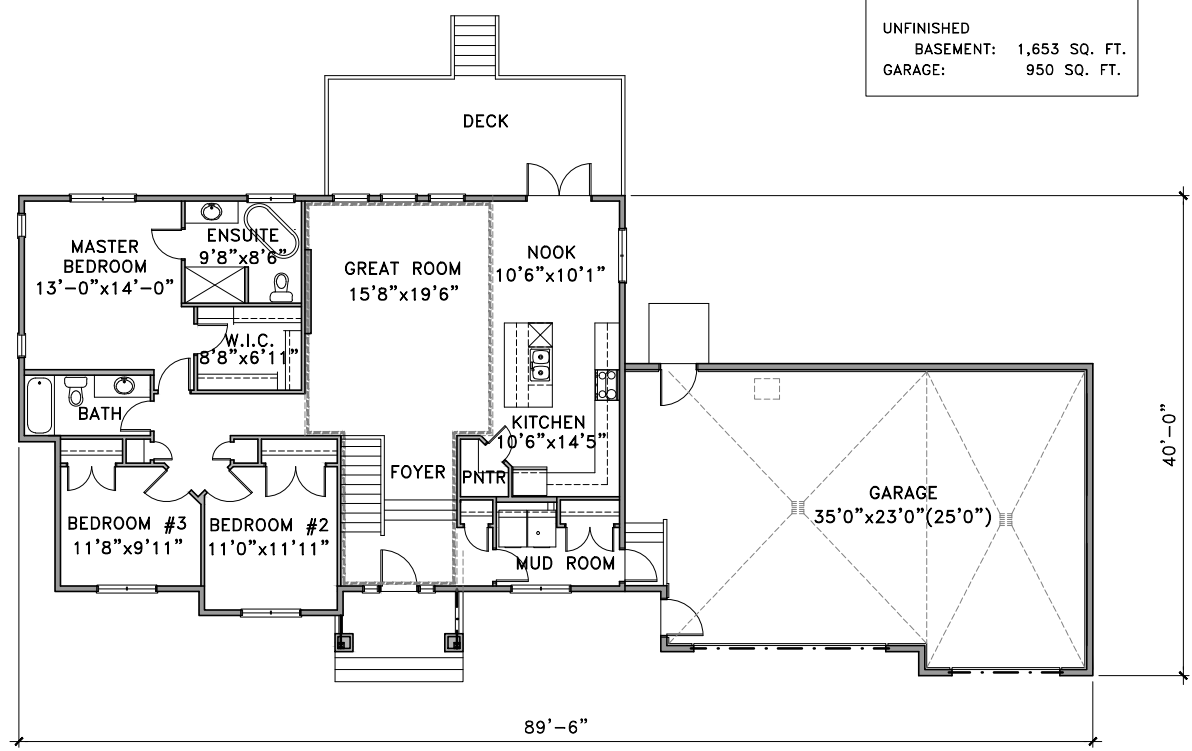 UNFINISHED
BASEMENT: 1,653 SQ. FT.
GARAGE: 950 SQ. FT.
DECK
MASTER
BEDROOM
13'-0"x14'-0"
ENSUITE
9'8"x8'6"
GREAT ROOM
15'8"x19'6"
NOOK
10'6"x10'1"
W.I.C.
8'8"x6'11"
BATH
KITCHEN
10'6"x14'5"
FOYER
PNTR
BEDROOM #3
11'8"x9'11"
BEDROOM #2
11'0"x11'11"
MUD ROOM
GARAGE
35'0"x23'0"(25'0")
40'-0"
89'-6"